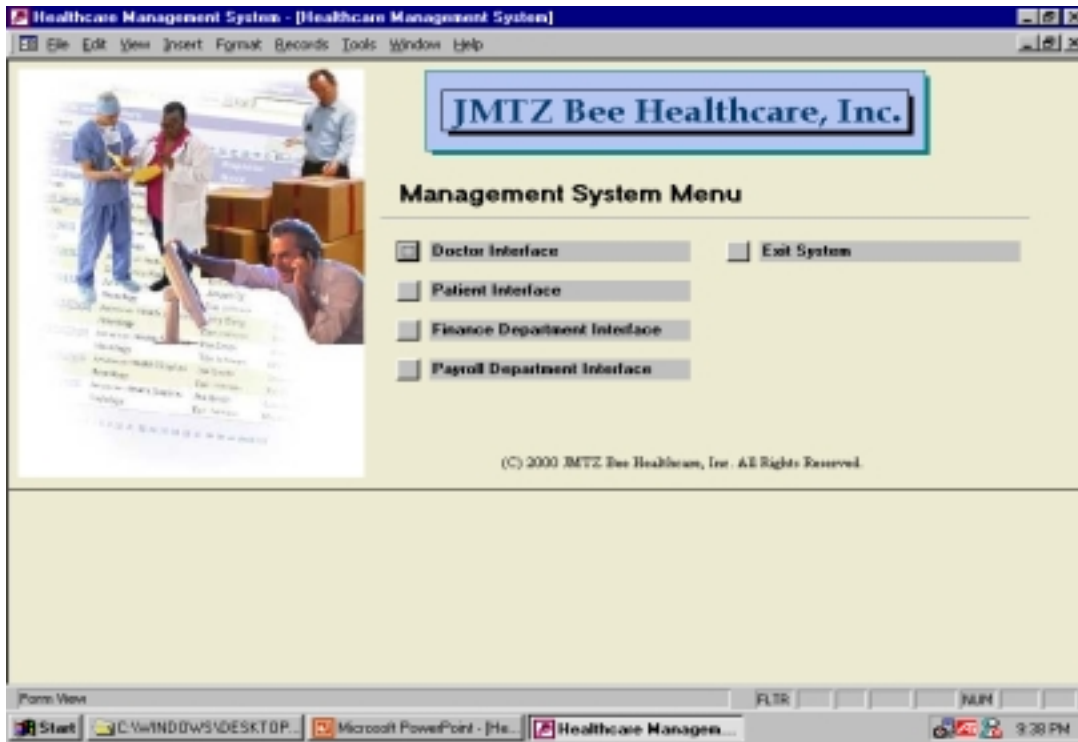 Healthcare Management System - [Healthcare Management System]
File Edit View Insert Format Records Tools Window Help
JMTZ Bee Healthcare, Inc.
Management System Menu
Doctor Interface
Exit System
Patient Interface
Finance Department Interface
Payroll Department Interface
(C) 2000 JMTZ Bee Healthcare, Inc. All Rights Reserved.
Form View FLTR NUM
Start C:\WINDOWS\DESKTOP... Microsoft PowerPoint - [He... Healthcare Managem... 9:38 PM